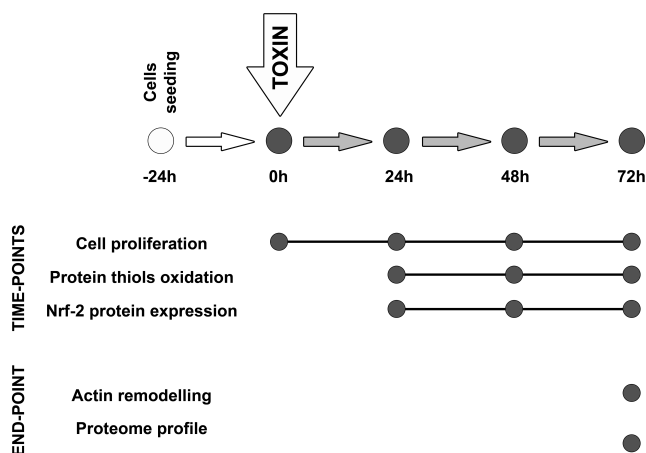 Cells
seeding
TOXIN
-24h 0h 24h 48h 72h
TIME-POINTS
Cell proliferation
Protein thiols oxidation
Nrf-2 protein expression
END-POINT
Actin remodelling
Proteome profile